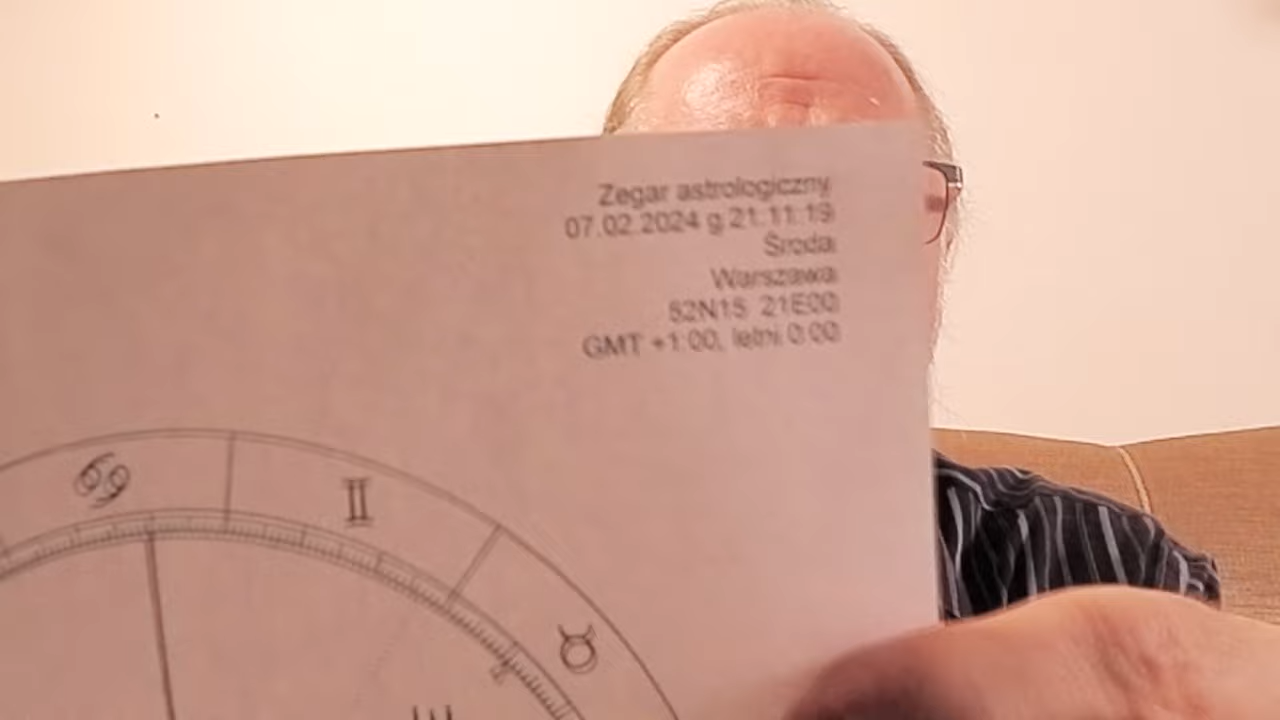 Zegar astrologiczny
07.02.2024 g.21:11:19
Środa
Warszawa
52N15 21E00
GMT +1:00, letni 0:00
♋ ♊
♉